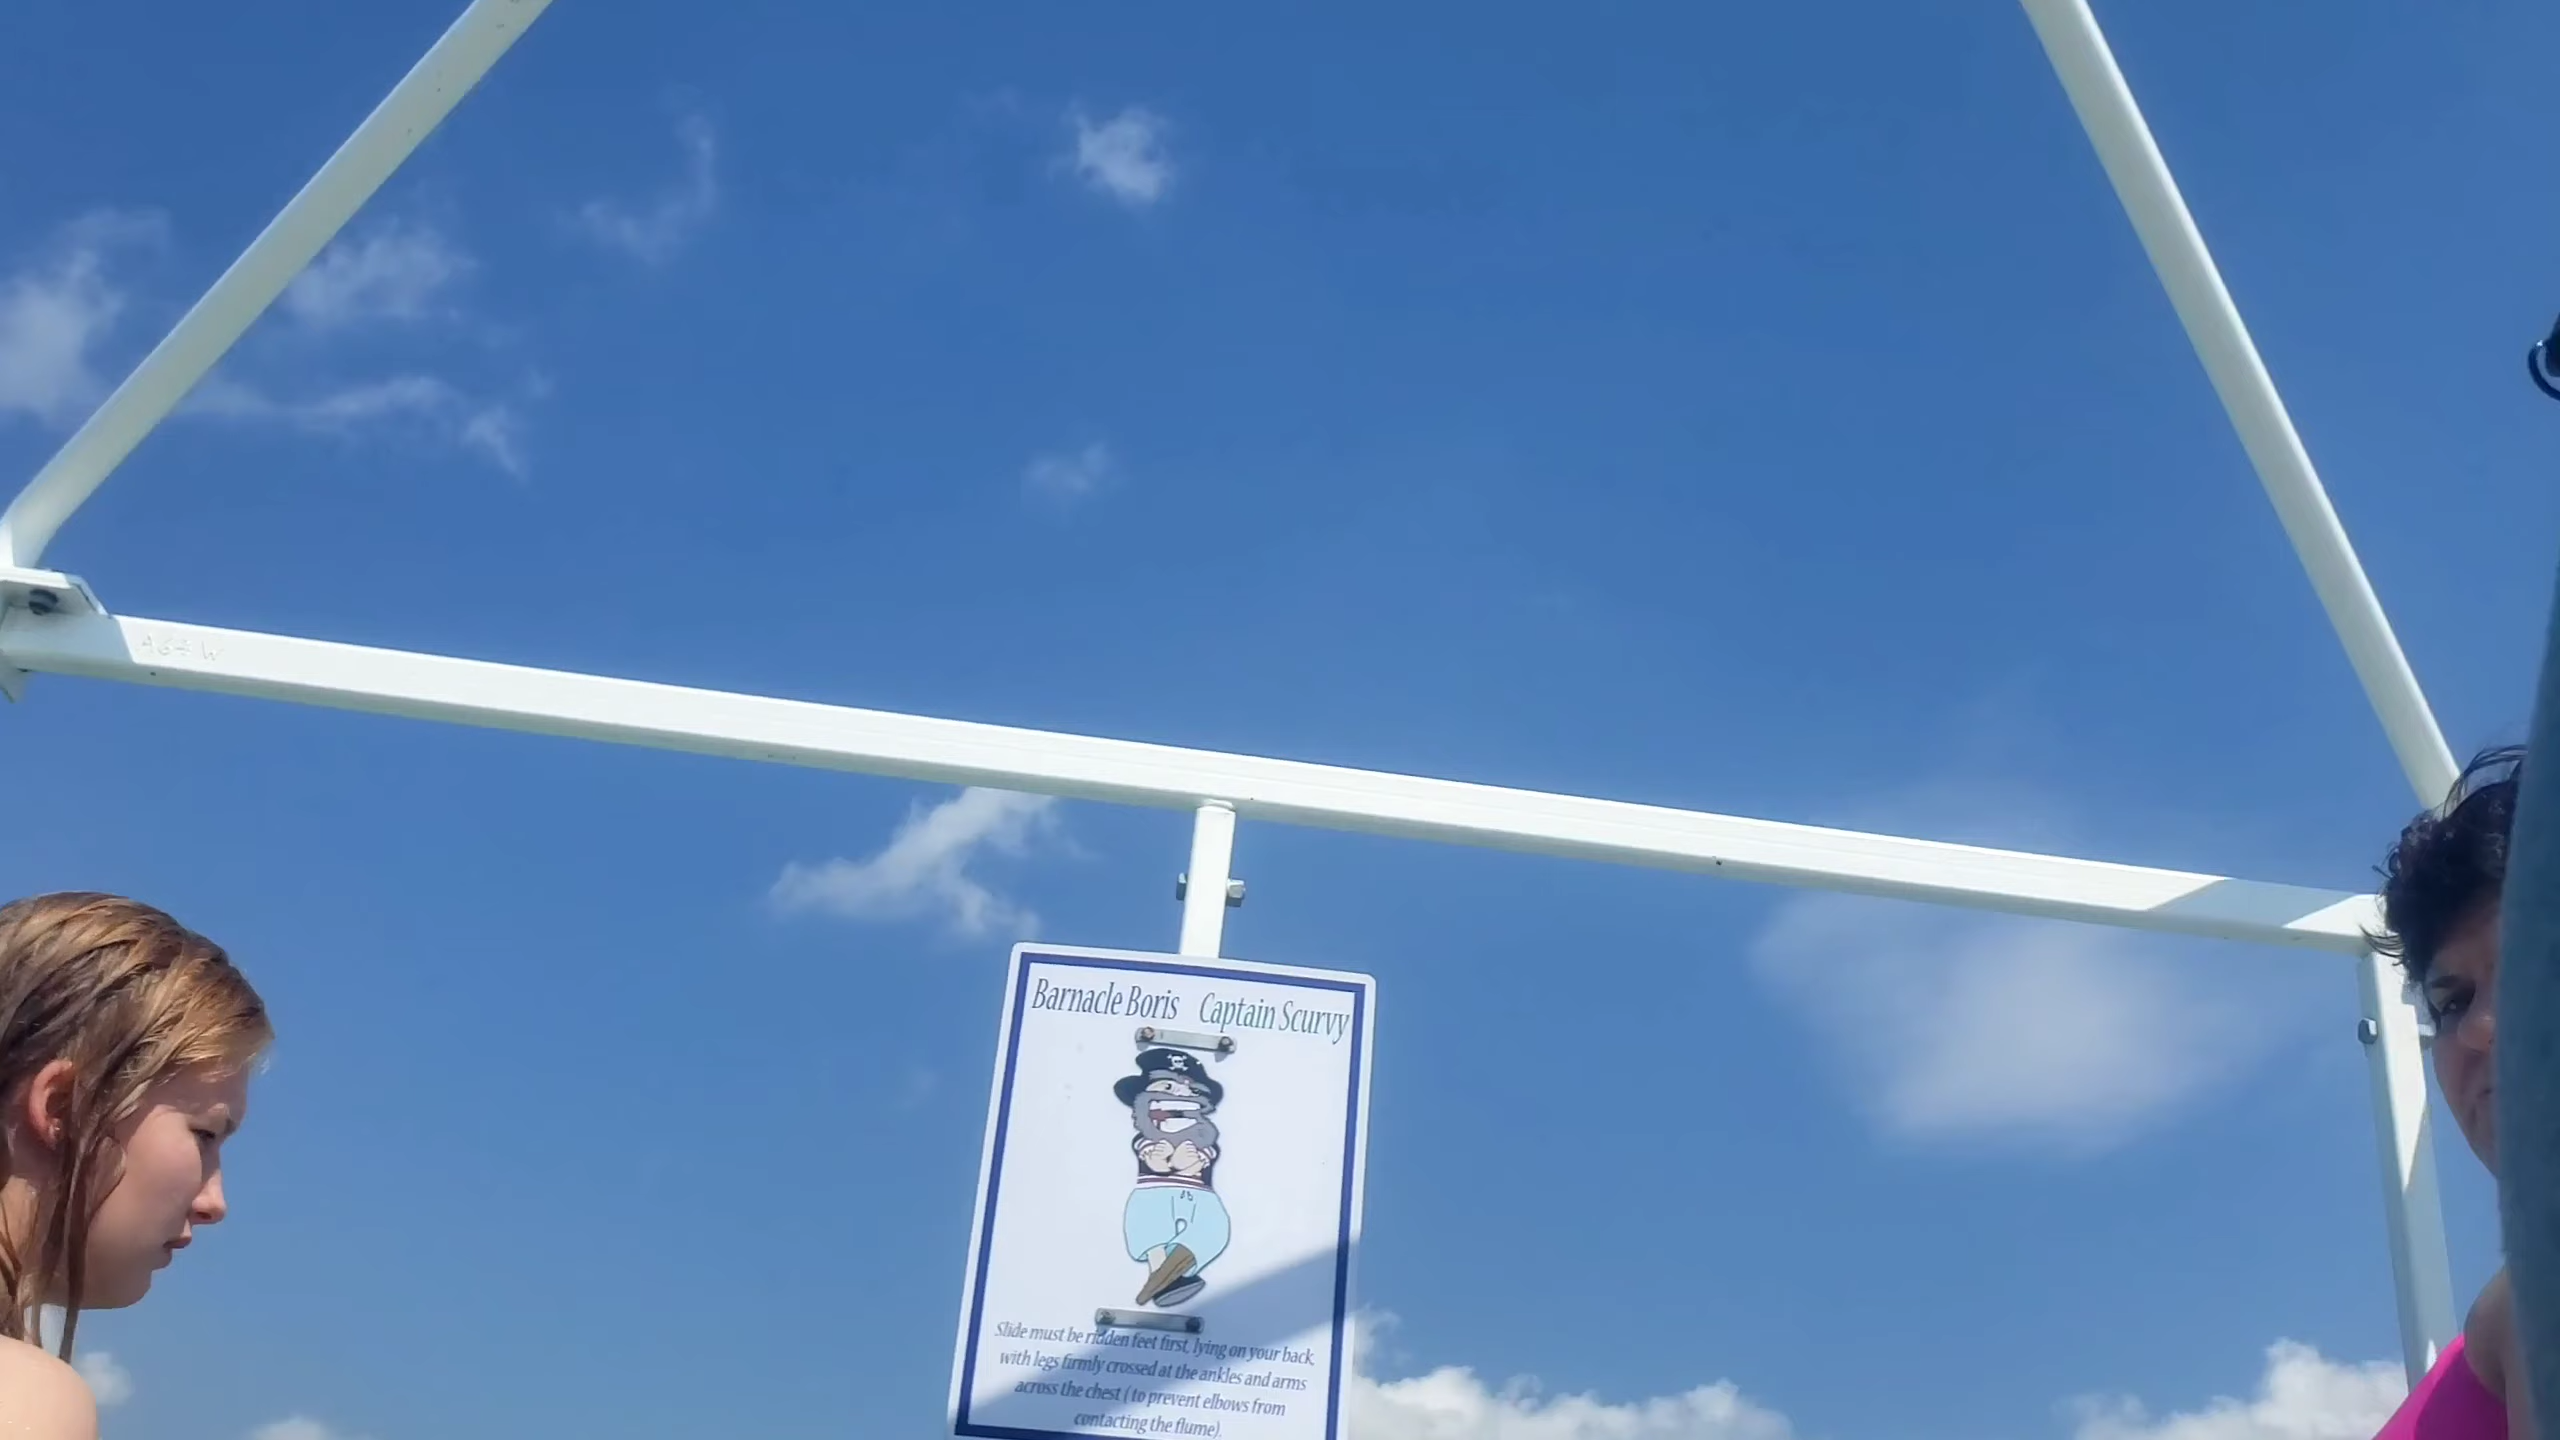 Barnacle Boris Captain Scurvy
Slide must be ridden feet first, lying on your back,
with legs firmly crossed at the ankles and arms
across the chest ( to prevent elbows from
contacting the flume).